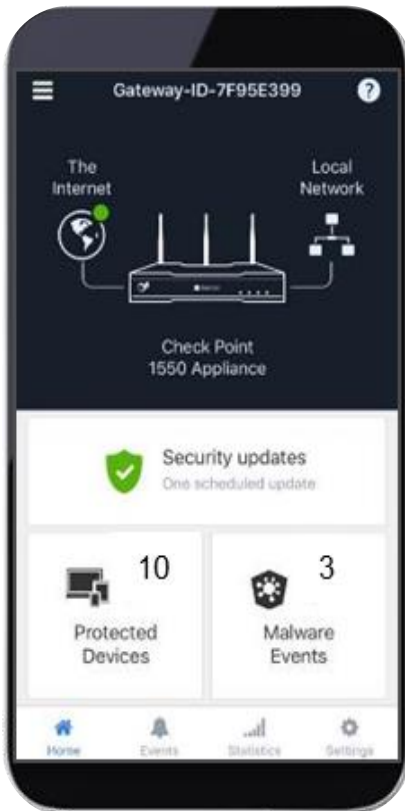 Gateway-ID-7F95E399
?
The
Internet
Local
Network
Check Point
1550 Appliance
Security updates
One scheduled update
10
Protected
Devices
3
Malware
Events
Home
Events
Statistics
Settings